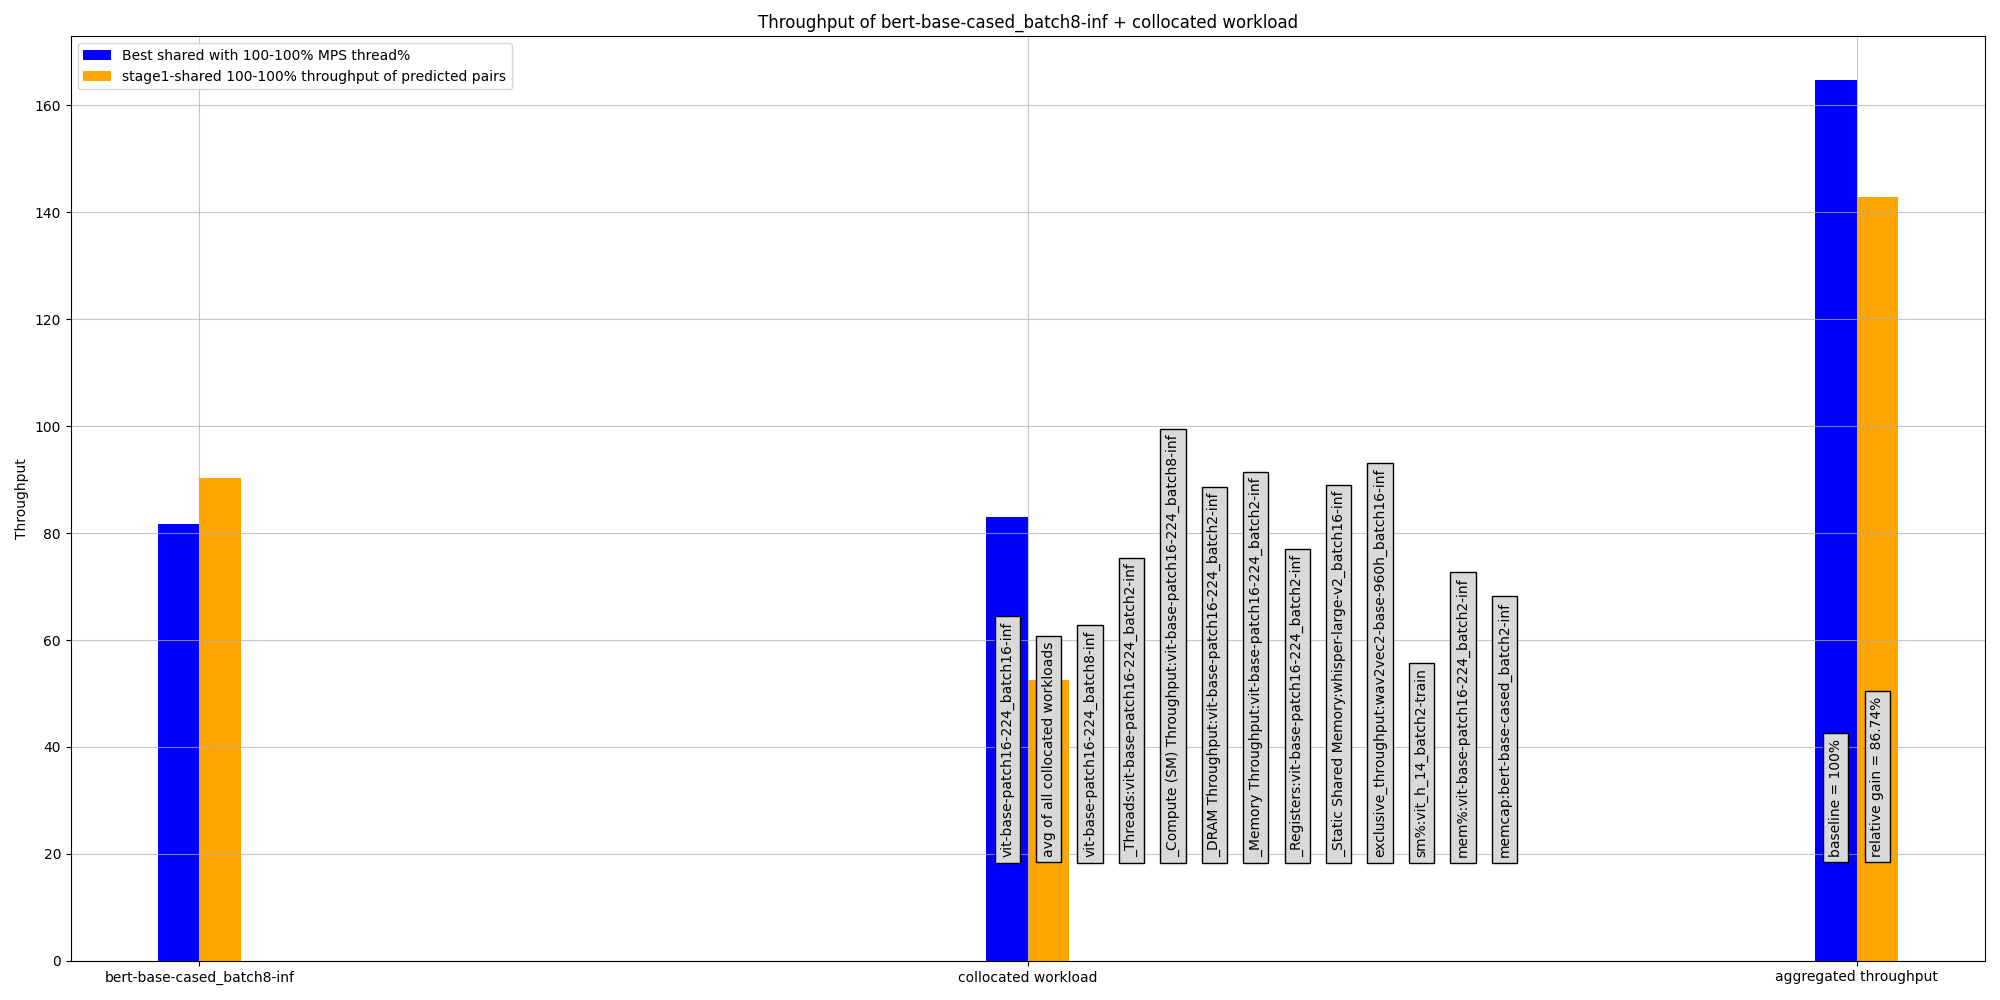 Throughput of bert-base-cased_batch8-inf + collocated workload
Best shared with 100-100% MPS thread%
stage1-shared 100-100% throughput of predicted pairs
Throughput
160
140
120
100
80
60
40
20
0
vit-base-patch16-224_batch16-inf
avg of all collocated workloads
vit-base-patch16-224_batch8-inf
_Threads:vit-base-patch16-224_batch2-inf
_Compute (SM) Throughput:vit-base-patch16-224_batch8-inf
_DRAM Throughput:vit-base-patch16-224_batch2-inf
_Memory Throughput:vit-base-patch16-224_batch2-inf
_Registers:vit-base-patch16-224_batch2-inf
_Static Shared Memory:whisper-large-v2_batch16-inf
exclusive_throughput:wav2vec2-base-960h_batch16-inf
sm%:vit_h_14_batch2-train
mem%:vit-base-patch16-224_batch2-inf
memcap:bert-base-cased_batch2-inf
baseline = 100%
relative gain = 86.74%
bert-base-cased_batch8-inf
collocated workload
aggregated throughput